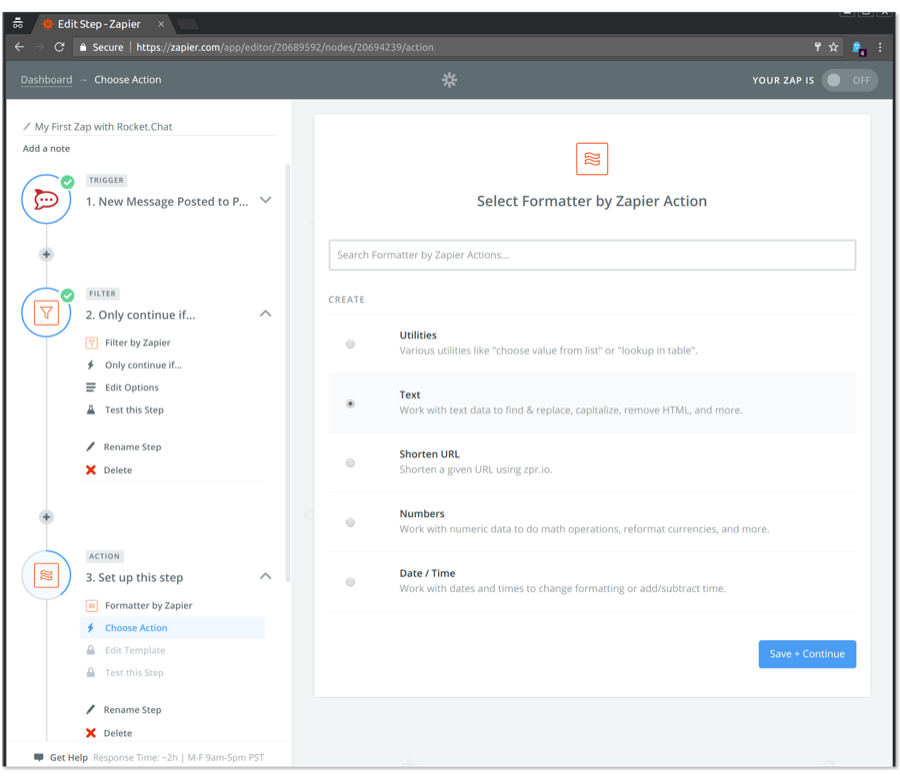 Edit Step - Zapier
Secure https://zapier.com/app/editor/20689592/nodes/20694239/action
4
Dashboard → Choose Action
YOUR ZAP IS OFF
My First Zap with Rocket.Chat
Add a note
TRIGGER
1. New Message Posted to P...
FILTER
2. Only continue if...
Filter by Zapier
Only continue if...
Edit Options
Test this Step
Rename Step
Delete
ACTION
3. Set up this step
Formatter by Zapier
Choose Action
Edit Template
Test this Step
Rename Step
Delete
Get Help Response Time: ~2h | M-F 9am-5pm PST
Select Formatter by Zapier Action
Search Formatter by Zapier Actions...
CREATE
Utilities
Various utilities like "choose value from list" or "lookup in table".
Text
Work with text data to find & replace, capitalize, remove HTML, and more.
Shorten URL
Shorten a given URL using zpr.io.
Numbers
Work with numeric data to do math operations, reformat currencies, and more.
Date / Time
Work with dates and times to change formatting or add/subtract time.
Save + Continue